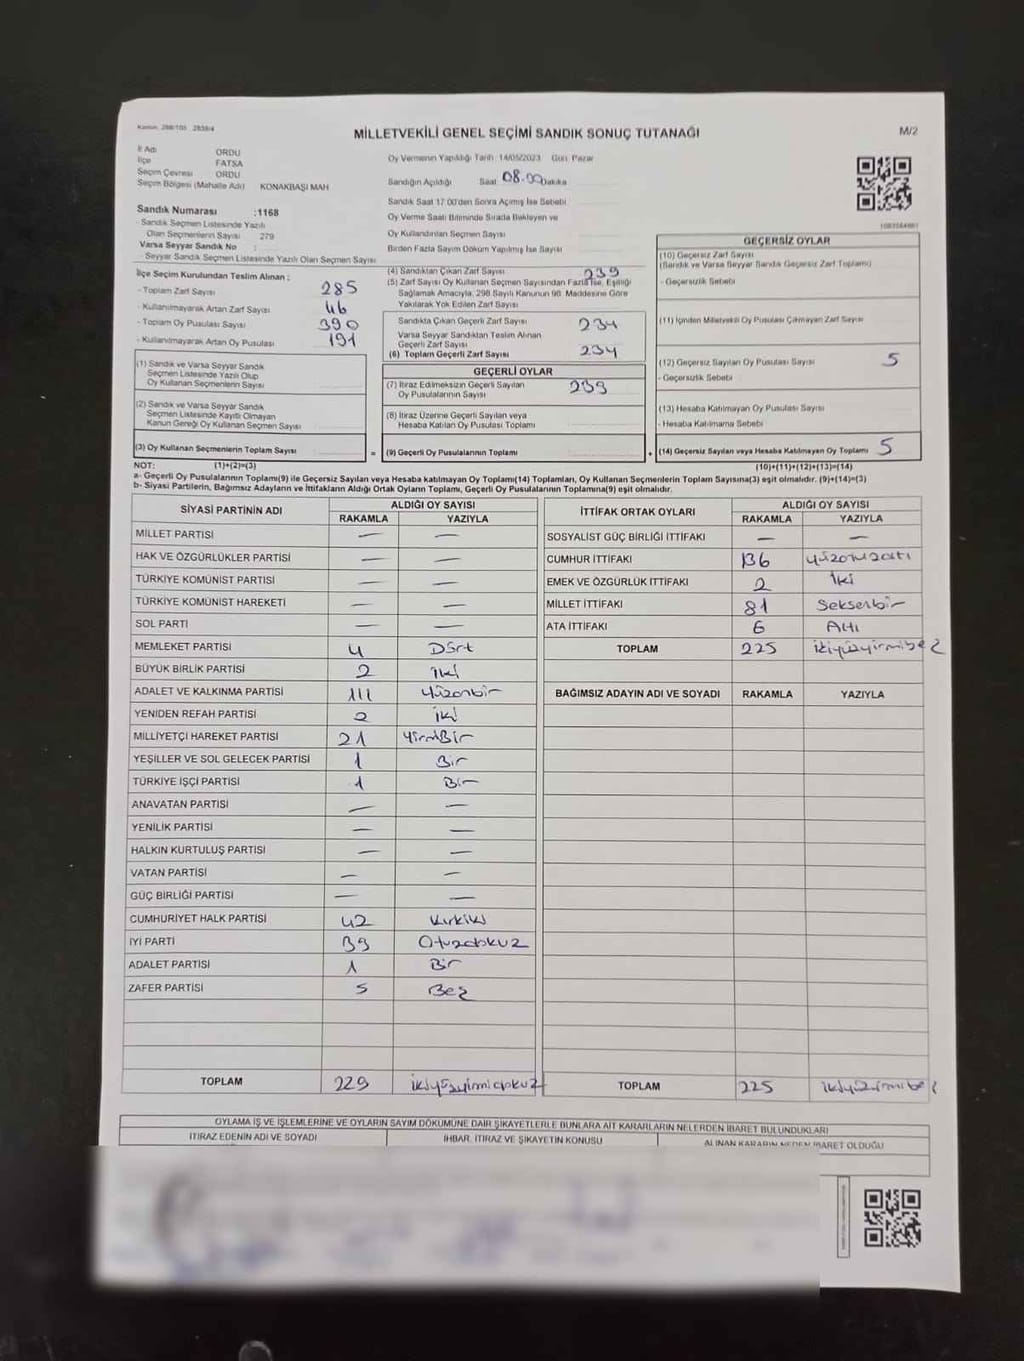 Kanun: 298/105 2839/4
MİLLETVEKİLİ GENEL SEÇİMİ SANDIK SONUÇ TUTANAĞI
M/2
İl Adı ORDU
İlçe FATSA
Seçim Çevresi ORDU
Seçim Bölgesi (Mahalle Adı) KONAKBAŞI MAH
Sandık Numarası :1168
- Sandık Seçmen Listesinde Yazılı
Olan Seçmenlerin Sayısı 279
Varsa Seyyar Sandık No :
- Seyyar Sandık Seçmen Listesinde Yazılı Olan Seçmen Sayısı
Oy Vermenin Yapıldığı Tarih 14/05/2023 Gün Pazar
Sandığın Açıldığı Saat 08.00 Dakika
Sandık Saat 17.00'den Sonra Açılmış İse Sebebi
Oy Verme Saati Bitiminde Sırada Bekleyen ve
Oy Kullandırılan Seçmen Sayısı
Birden Fazla Sayım Döküm Yapılmış İse Sayısı
İlçe Seçim Kurulundan Teslim Alınan ;
- Toplam Zarf Sayısı 285
- Kullanılmayarak Artan Zarf Sayısı 46
- Toplam Oy Pusulası Sayısı 390
- Kullanılmayarak Artan Oy Pusulası 191
(1) Sandık ve Varsa Seyyar Sandık
Seçmen Listesinde Yazılı Olup
Oy Kullanan Seçmenlerin Sayısı
(2) Sandık ve Varsa Seyyar Sandık
Seçmen Listesinde Kayıtlı Olmayan
Kanun Gereği Oy Kullanan Seçmen Sayısı
(3) Oy Kullanan Seçmenlerin Toplam Sayısı =
(4) Sandıktan Çıkan Zarf Sayısı 239
(5) Zarf Sayısı Oy Kullanan Seçmen Sayısından Fazla İse, Eşitliği
Sağlamak Amacıyla, 298 Sayılı Kanunun 98. Maddesine Göre
Yakılarak Yok Edilen Zarf Sayısı
Sandıkta Çıkan Geçerli Zarf Sayısı 234
Varsa Seyyar Sandıktan Teslim Alınan
Geçerli Zarf Sayısı
(6) Toplam Geçerli Zarf Sayısı 234
GEÇERLİ OYLAR
(7) İtiraz Edilmeksizin Geçerli Sayılan
Oy Pusulalarının Sayısı 239
(8) İtiraz Üzerine Geçerli Sayılan veya
Hesaba Katılan Oy Pusulası Toplamı
(9) Geçerli Oy Pusulalarının Toplamı +
GEÇERSİZ OYLAR
(10) Geçersiz Zarf Sayısı
(Sandık ve Varsa Seyyar Sandık Geçersiz Zarf Toplamı)
- Geçersizlik Sebebi
(11) İçinden Milletvekili Oy Pusulası Çıkmayan Zarf Sayısı
(12) Geçersiz Sayılan Oy Pusulası Sayısı 5
- Geçersizlik Sebebi
(13) Hesaba Katılmayan Oy Pusulası Sayısı
- Hesaba Katılmama Sebebi
(14) Geçersiz Sayılan veya Hesaba Katılmayan Oy Toplamı 5
NOT: (1)+(2)=(3) (10)+(11)+(12)+(13)=(14)
a- Geçerli Oy Pusulalarının Toplamı(9) ile Geçersiz Sayılan veya Hesaba katılmayan Oy Toplamı(14) Toplamları, Oy Kullanan Seçmenlerin Toplam Sayısına(3) eşit olmalıdır. (9)+(14)=(3)
b- Siyasi Partilerin, Bağımsız Adayların ve İttifakların Aldığı Ortak Oyların Toplamı, Geçerli Oy Pusulalarının Toplamına(9) eşit olmalıdır.
SİYASİ PARTİNİN ADI ALDIĞI OY SAYISI
RAKAMLA YAZIYLA
MİLLET PARTİSİ — —
HAK VE ÖZGÜRLÜKLER PARTİSİ — —
TÜRKİYE KOMÜNİST PARTİSİ — —
TÜRKİYE KOMÜNİST HAREKETİ — —
SOL PARTİ — —
MEMLEKET PARTİSİ 4 Dört
BÜYÜK BİRLİK PARTİSİ 2 İki
ADALET VE KALKINMA PARTİSİ 111 Yüzonbir
YENİDEN REFAH PARTİSİ 2 İki
MİLLİYETÇİ HAREKET PARTİSİ 21 YirmiBir
YEŞİLLER VE SOL GELECEK PARTİSİ 1 Bir
TÜRKİYE İŞÇİ PARTİSİ 1 Bir
ANAVATAN PARTİSİ — —
YENİLİK PARTİSİ — —
HALKIN KURTULUŞ PARTİSİ — —
VATAN PARTİSİ — —
GÜÇ BİRLİĞİ PARTİSİ — —
CUMHURİYET HALK PARTİSİ 42 Kırkiki
İYİ PARTİ 39 Otuzdokuz
ADALET PARTİSİ 1 Bir
ZAFER PARTİSİ 5 Beş
TOPLAM 229 ikiyüzyirmidokuz
İTTİFAK ORTAK OYLARI ALDIĞI OY SAYISI
RAKAMLA YAZIYLA
SOSYALİST GÜÇ BİRLİĞİ İTTİFAKI — —
CUMHUR İTTİFAKI 136 yüzotuzaltı
EMEK VE ÖZGÜRLÜK İTTİFAKI 2 İki
MİLLET İTTİFAKI 81 Seksenbir
ATA İTTİFAKI 6 Altı
TOPLAM 225 ikiyüzyirmibeş
BAĞIMSIZ ADAYIN ADI VE SOYADI RAKAMLA YAZIYLA
TOPLAM 225 ikiyüzirmibeş
OYLAMA İŞ VE İŞLEMLERİNE VE OYLARIN SAYIM DÖKÜMÜNE DAİR ŞİKAYETLERLE BUNLARA AİT KARARLARIN NELERDEN İBARET BULUNDUKLARI
İTİRAZ EDENİN ADI VE SOYADI İHBAR, İTİRAZ VE ŞİKAYETİN KONUSU ALINAN KARARIN NEDEN İBARET OLDUĞU